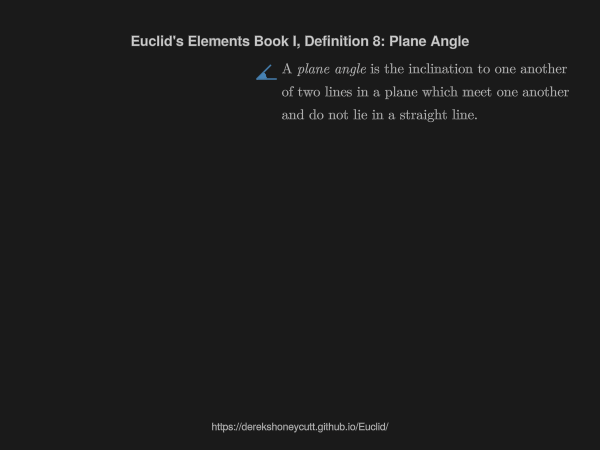 Euclid's Elements Book I, Definition 8: Plane Angle
A plane angle is the inclination to one another
of two lines in a plane which meet one another
and do not lie in a straight line.
https://derekshoneycutt.github.io/Euclid/